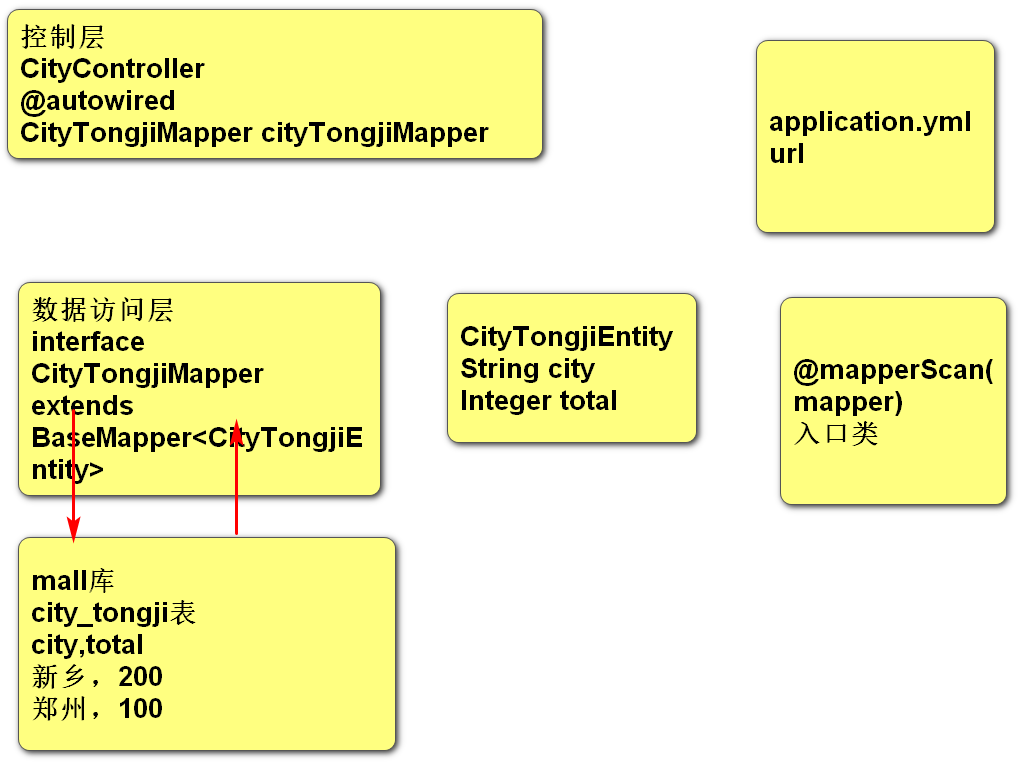 控制层
CityController
@autowired
CityTongjiMapper cityTongjiMapper
application.yml
url
数据访问层
interface
CityTongjiMapper
extends
BaseMapper<CityTongjiE
ntity>
CityTongjiEntity
String city
Integer total
@mapperScan(
mapper)
入口类
mall库
city_tongji表
city,total
新乡，200
郑州，100